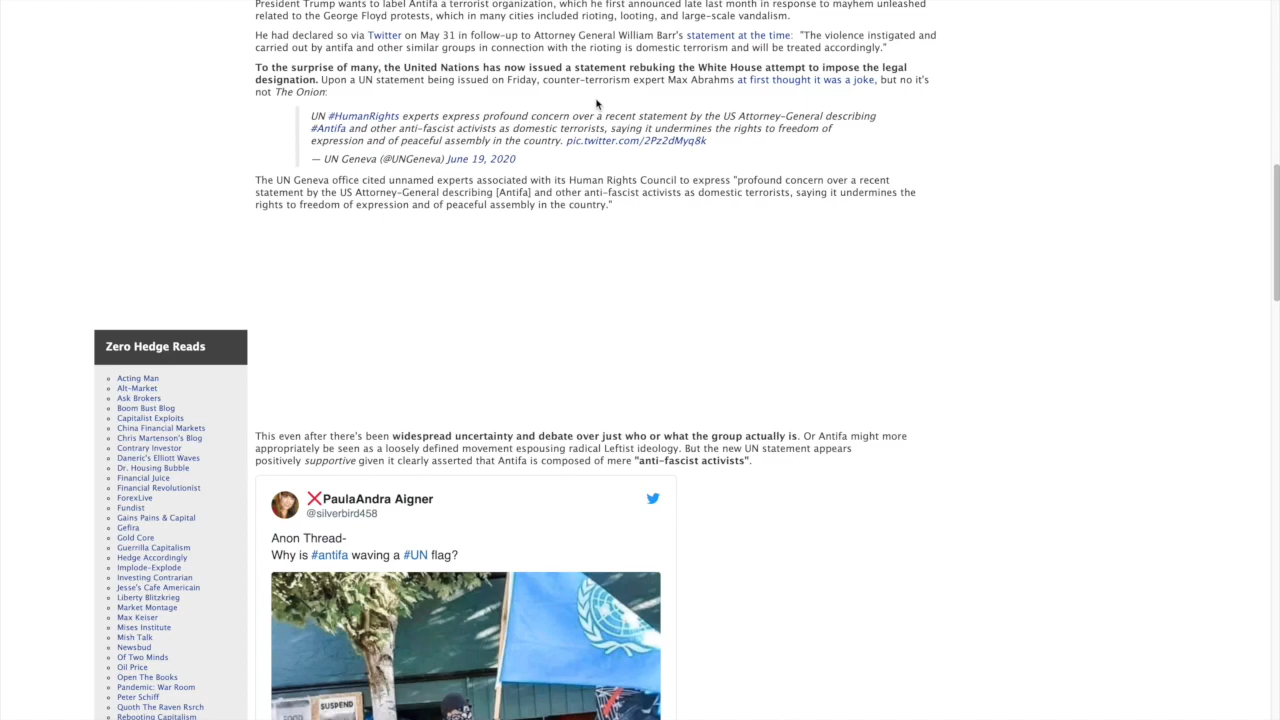 President Trump wants to label Antifa a terrorist organization, which he first announced late last month in response to mayhem unleashed
related to the George Floyd protests, which in many cities included rioting, looting, and large-scale vandalism.
He had declared so via Twitter on May 31 in follow-up to Attorney General William Barr's statement at the time: "The violence instigated and
carried out by antifa and other similar groups in connection with the rioting is domestic terrorism and will be treated accordingly."
To the surprise of many, the United Nations has now issued a statement rebuking the White House attempt to impose the legal
designation. Upon a UN statement being issued on Friday, counter-terrorism expert Max Abrahms at first thought it was a joke, but no it's
not The Onion:
UN #HumanRights experts express profound concern over a recent statement by the US Attorney-General describing
#Antifa and other anti-fascist activists as domestic terrorists, saying it undermines the rights to freedom of
expression and of peaceful assembly in the country. pic.twitter.com/2Pz2dMyq8k
— UN Geneva (@UNGeneva) June 19, 2020
The UN Geneva office cited unnamed experts associated with its Human Rights Council to express "profound concern over a recent
statement by the US Attorney-General describing [Antifa] and other anti-fascist activists as domestic terrorists, saying it undermines the
rights to freedom of expression and of peaceful assembly in the country."
Zero Hedge Reads
Acting Man
Alt-Market
Ask Brokers
Boom Bust Blog
Capitalist Exploits
China Financial Markets
Chris Martenson's Blog
Contrary Investor
Daneric's Elliott Waves
Dr. Housing Bubble
Financial Juice
Financial Revolutionist
ForexLive
Fundist
Gains Pains & Capital
Gefira
Gold Core
Guerrilla Capitalism
Hedge Accordingly
Implode-Explode
Investing Contrarian
Jesse's Cafe Americain
Liberty Blitzkrieg
Market Montage
Max Keiser
Mises Institute
Mish Talk
Newsbud
Of Two Minds
Oil Price
Open The Books
Pandemic: War Room
Peter Schiff
Quoth The Raven Rsrch
Rebooting Capitalism
This even after there's been widespread uncertainty and debate over just who or what the group actually is. Or Antifa might more
appropriately be seen as a loosely defined movement espousing radical Leftist ideology. But the new UN statement appears
positively supportive given it clearly asserted that Antifa is composed of mere "anti-fascist activists".
❌PaulaAndra Aigner
@silverbird458
Anon Thread-
Why is #antifa waving a #UN flag?
SUSPEND